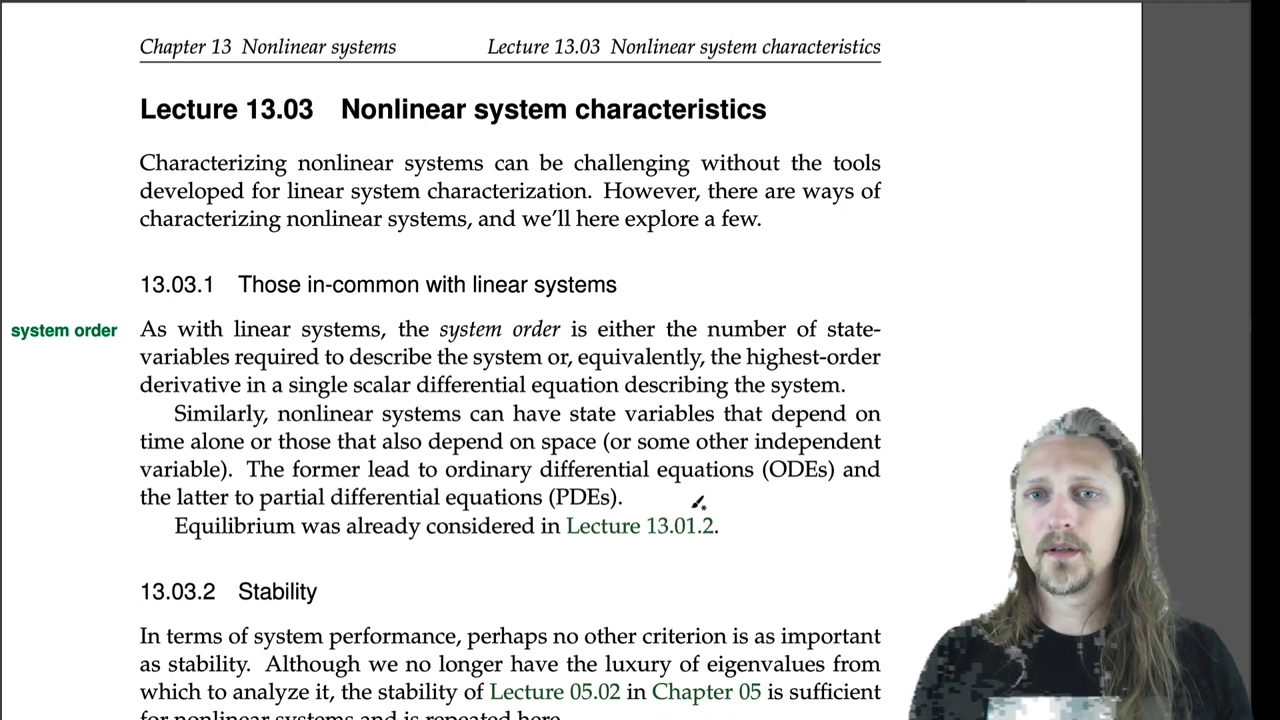 Chapter 13 Nonlinear systems Lecture 13.03 Nonlinear system characteristics
Lecture 13.03 Nonlinear system characteristics
Characterizing nonlinear systems can be challenging without the tools
developed for linear system characterization. However, there are ways of
characterizing nonlinear systems, and we'll here explore a few.
13.03.1 Those in-common with linear systems
system order
As with linear systems, the system order is either the number of state-
variables required to describe the system or, equivalently, the highest-order
derivative in a single scalar differential equation describing the system.
Similarly, nonlinear systems can have state variables that depend on
time alone or those that also depend on space (or some other independent
variable). The former lead to ordinary differential equations (ODEs) and
the latter to partial differential equations (PDEs).
Equilibrium was already considered in Lecture 13.01.2.
13.03.2 Stability
In terms of system performance, perhaps no other criterion is as important
as stability. Although we no longer have the luxury of eigenvalues from
which to analyze it, the stability of Lecture 05.02 in Chapter 05 is sufficient
for nonlinear systems and is repeated here